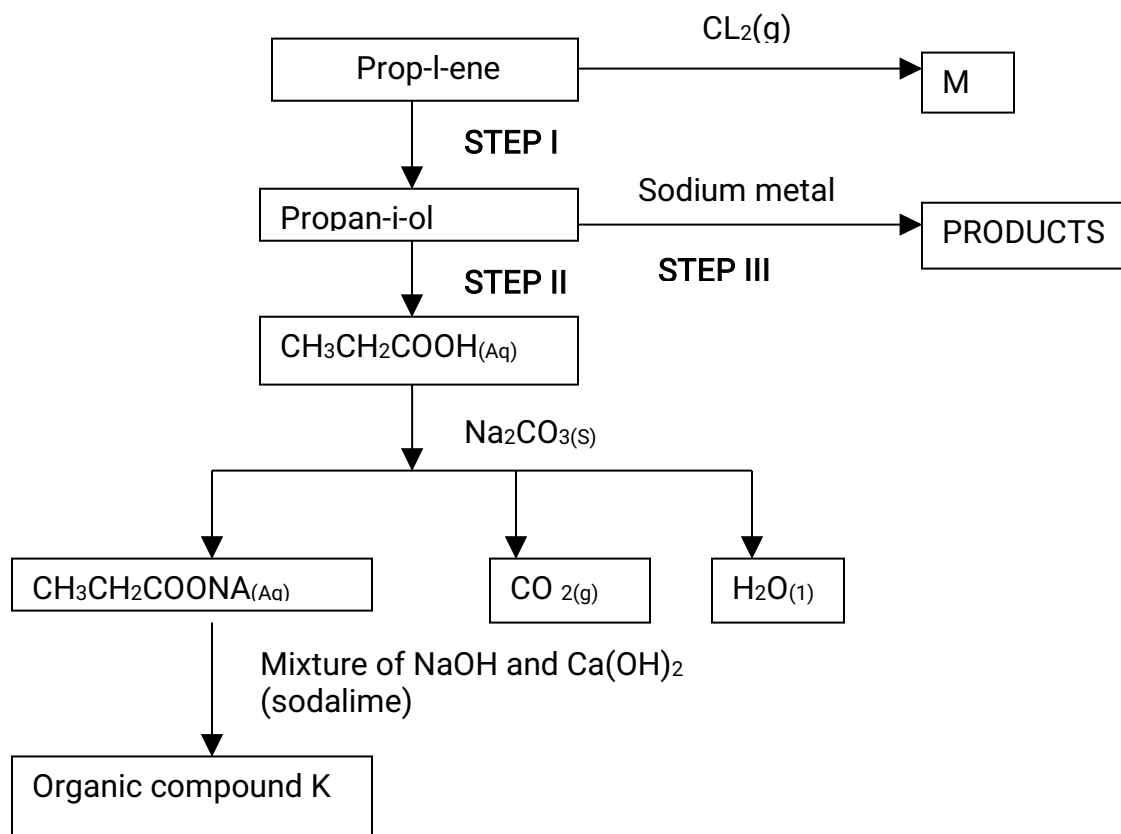 CL₂(g)
Prop-l-ene
M
STEP I
Sodium metal
Propan-i-ol
PRODUCTS
STEP II
STEP III
CH₃CH₂COOH(Aq)
Na₂CO₃(S)
CH₃CH₂COONA(Aq)
CO ₂(g)
H₂O(1)
Mixture of NaOH and Ca(OH)₂
(sodalime)
Organic compound K